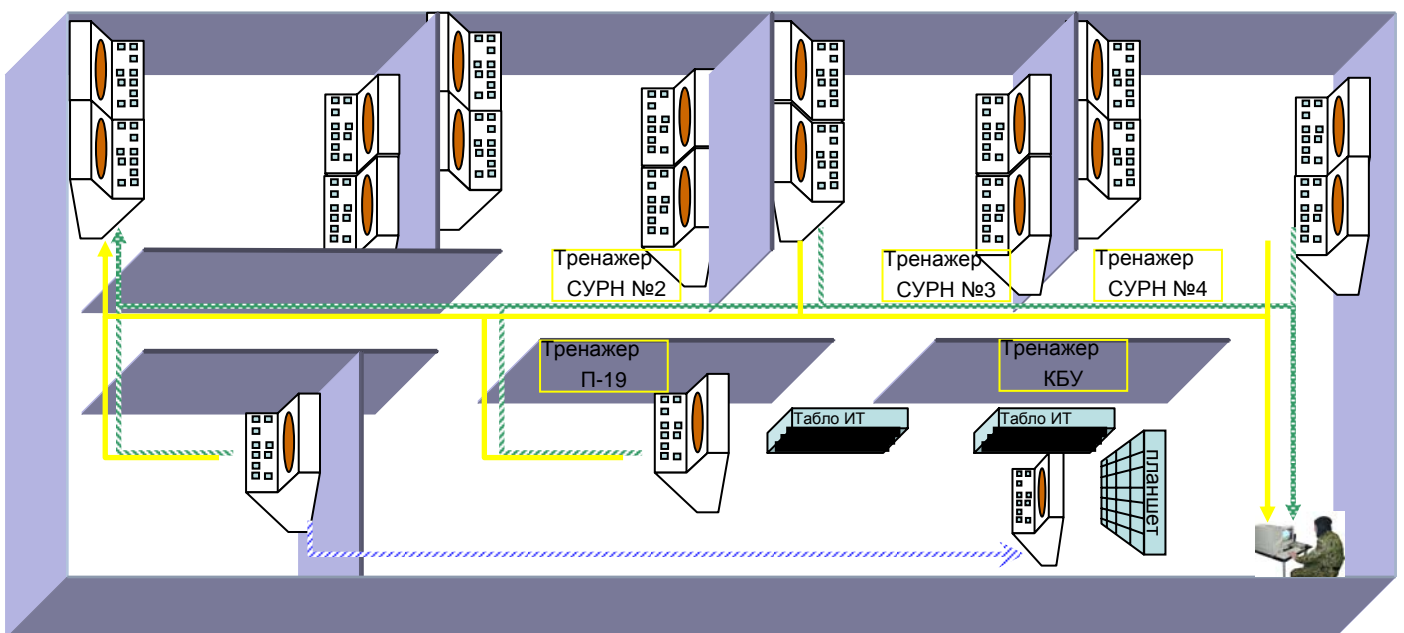 Тренажер
СУРН №2
Тренажер
СУРН №3
Тренажер
СУРН №4
Тренажер
П-19
Тренажер
КБУ
Табло ИТ
Табло ИТ
планшет